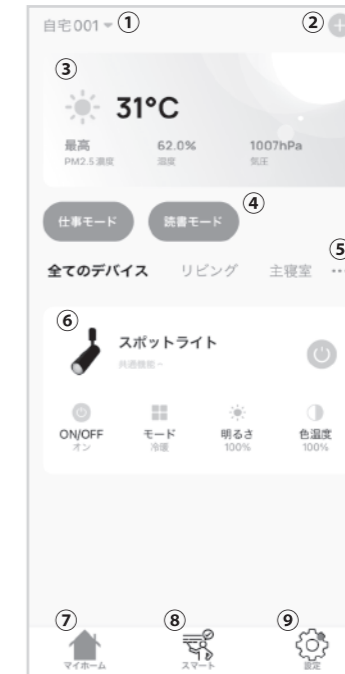 自宅001 ① ②
③
31°C
最高 62.0% 1007hPa
PM2.5濃度 湿度 気圧
④
仕事モード 読書モード
⑤
全てのデバイス リビング 主寝室 …
⑥
スポットライト
共通機能
ON/OFF モード 明るさ 色温度
オン 冷暖 100% 100%
⑦ ⑧ ⑨
マイホーム スマート 設定